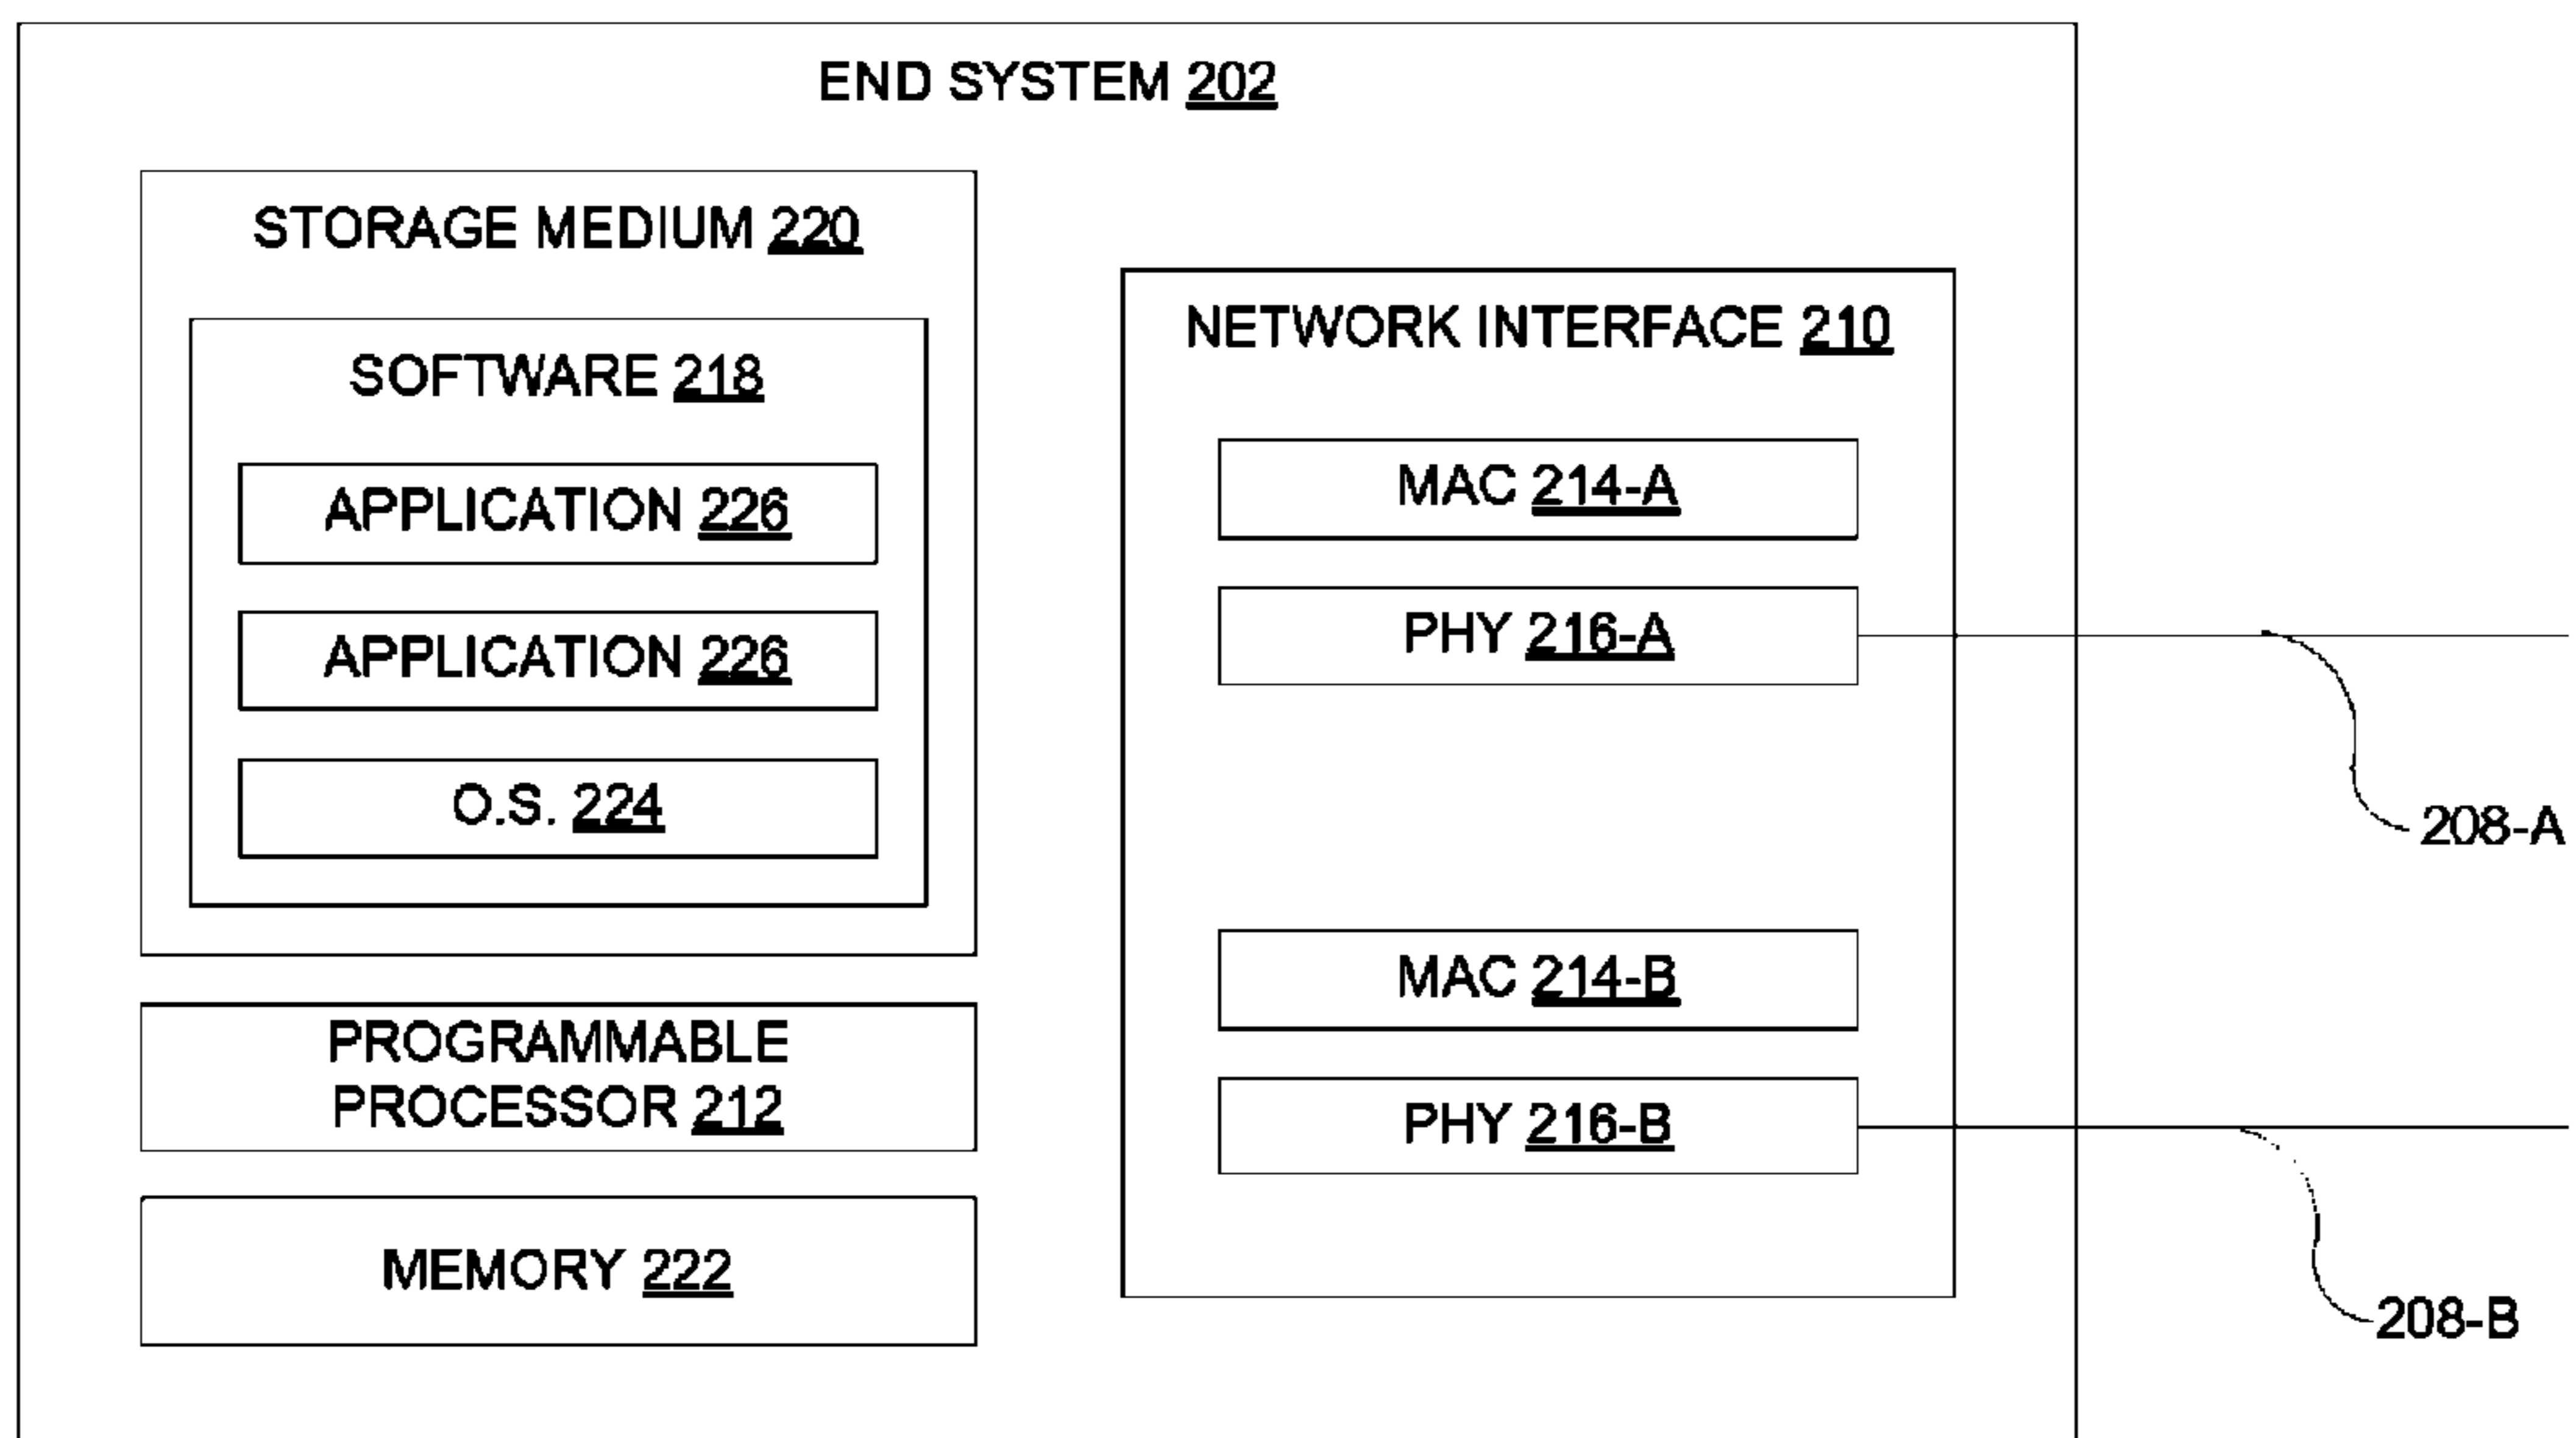 END SYSTEM 202
STORAGE MEDIUM 220
SOFTWARE 218
APPLICATION 226
APPLICATION 226
O.S. 224
PROGRAMMABLE
PROCESSOR 212
MEMORY 222
NETWORK INTERFACE 210
MAC 214-A
PHY 216-A
MAC 214-B
PHY 216-B
208-A
208-B